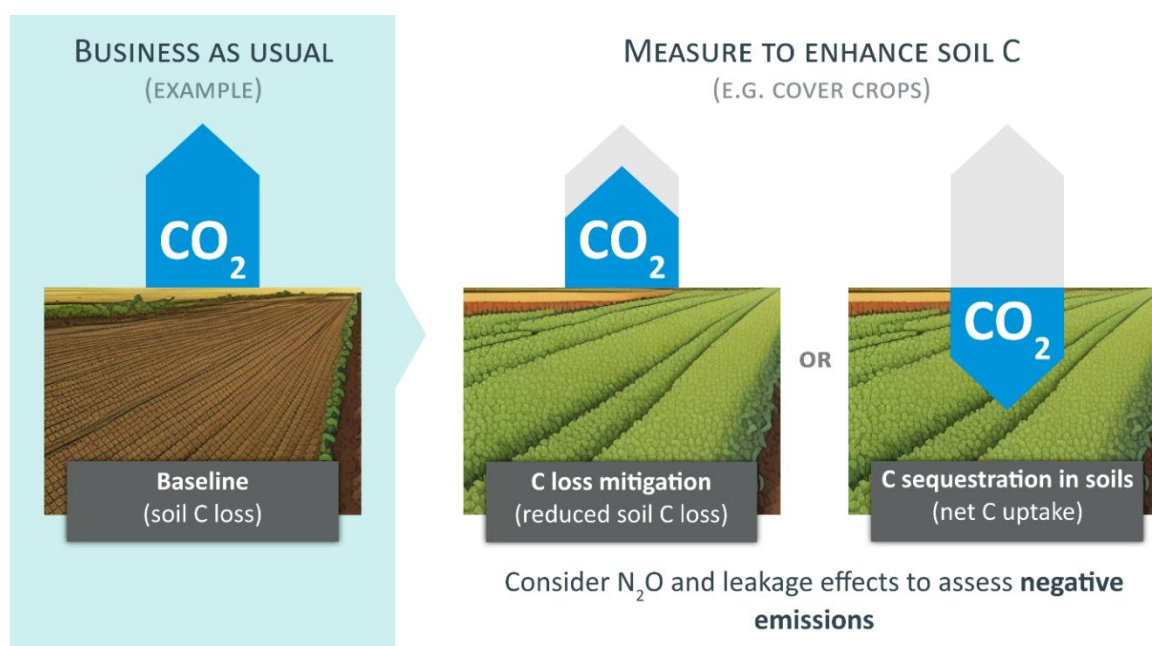 BUSINESS AS USUAL
(EXAMPLE)
CO₂
Baseline
(soil C loss)
MEASURE TO ENHANCE SOIL C
(E.G. COVER CROPS)
CO₂
C loss mitigation
(reduced soil C loss)
OR
CO₂
C sequestration in soils
(net C uptake)
Consider N₂O and leakage effects to assess negative
emissions